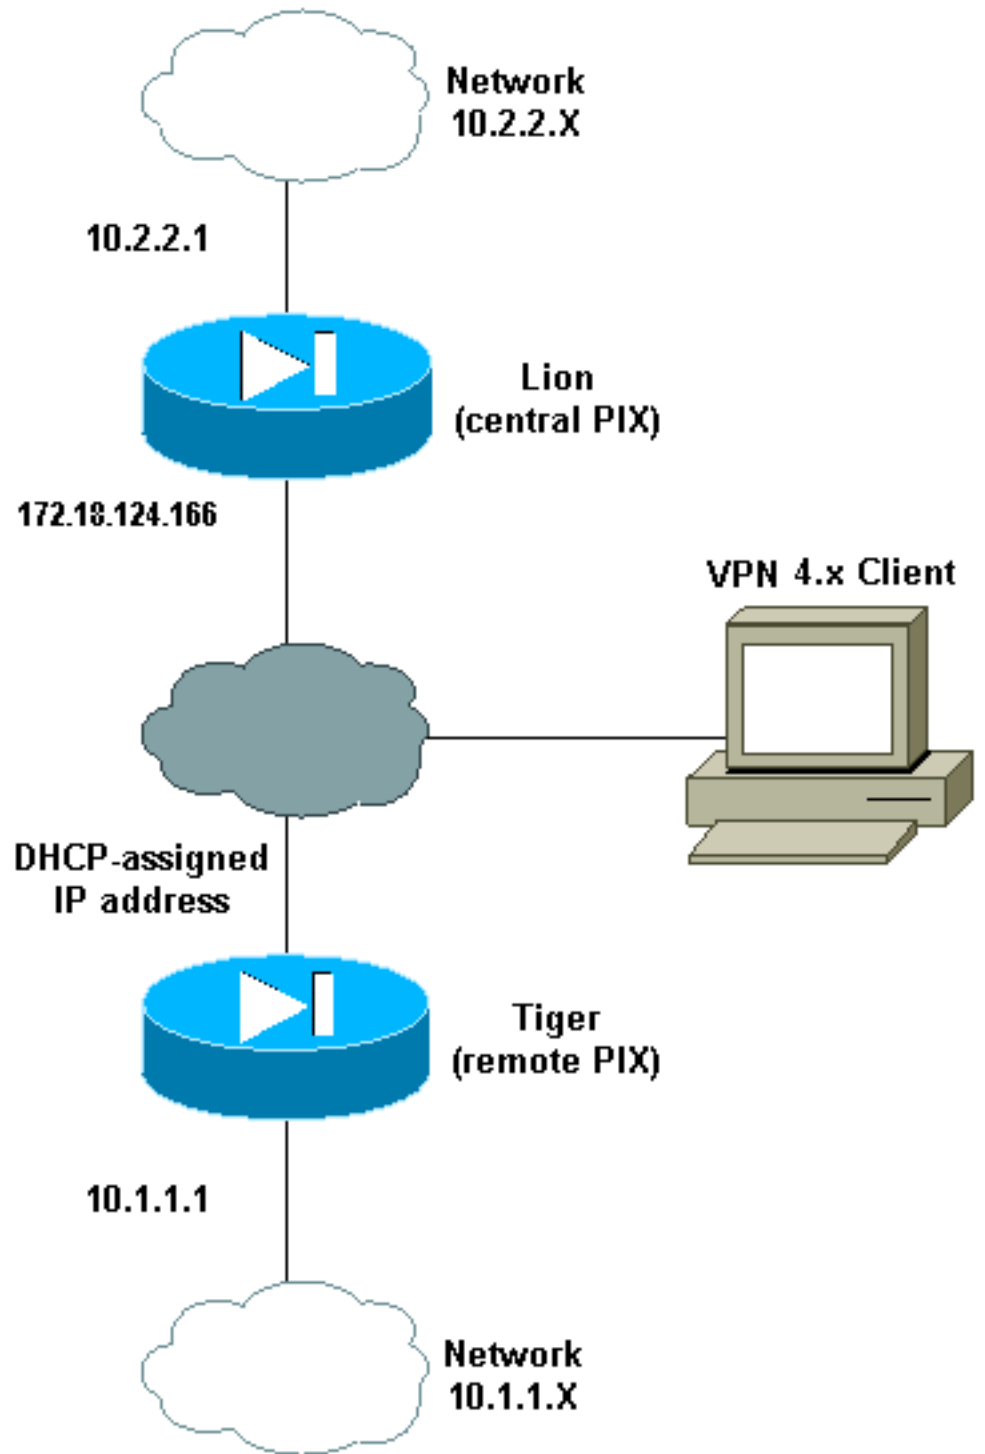 Network
10.2.2.X
10.2.2.1
Lion
(central PIX)
172.18.124.166
VPN 4.x Client
DHCP-assigned
IP address
Tiger
(remote PIX)
10.1.1.1
Network
10.1.1.X